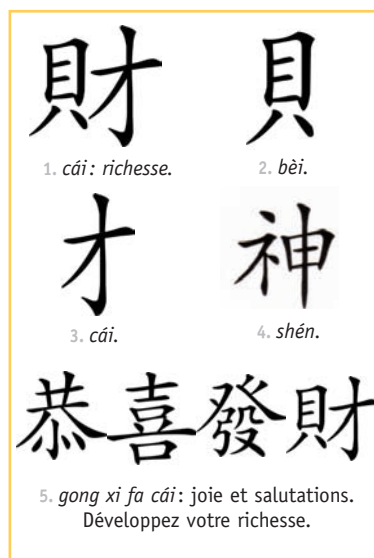 財 貝
1. cái : richesse. 2. bèi.
才 神
3. cái. 4. shén.
恭喜發財
5. gong xi fa cái : joie et salutations.
Développez votre richesse.